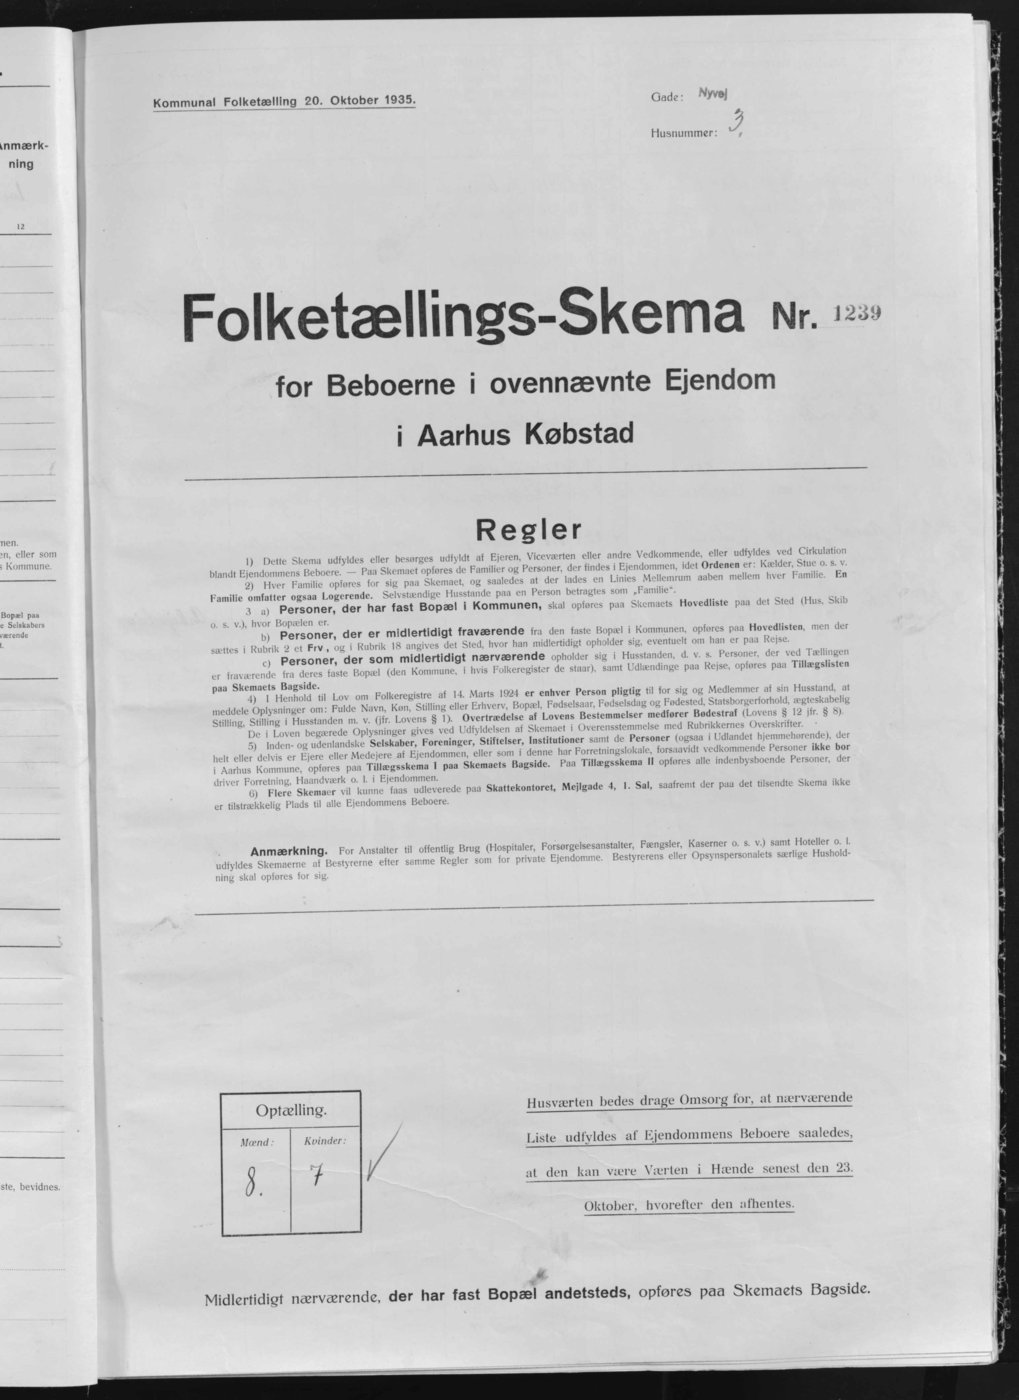 Anmærk-
ning
12
men.
en, eller som
s Kommune.
Bopæl paa
e Selskabers
værende
t.
ste, bevidnes.
Kommunal Folketælling 20. Oktober 1935.
Gade: Nyvej
Husnummer: 3.
Folketællings-Skema Nr. 1239
for Beboerne i ovennævnte Ejendom
i Aarhus Købstad
Regler
1) Dette Skema udfyldes eller besørges udfyldt af Ejeren, Viceværten eller andre Vedkommende, eller udfyldes ved Cirkulation
blandt Ejendommens Beboere. — Paa Skemaet opføres de Familier og Personer, der findes i Ejendommen, idet Ordenen er: Kælder, Stue o. s. v.
2) Hver Familie opføres for sig paa Skemaet, og saaledes at der lades en Linies Mellemrum aaben mellem hver Familie. En
Familie omfatter ogsaa Logerende. Selvstændige Husstande paa en Person betragtes som „Familie“.
3 a) Personer, der har fast Bopæl i Kommunen, skal opføres paa Skemaets Hovedliste paa det Sted (Hus, Skib
o. s. v.), hvor Bopælen er.
b) Personer, der er midlertidigt fraværende fra den faste Bopæl i Kommunen, opføres paa Hovedlisten, men der
sættes i Rubrik 2 et Frv, og i Rubrik 18 angives det Sted, hvor han midlertidigt opholder sig, eventuelt om han er paa Rejse.
c) Personer, der som midlertidigt nærværende opholder sig i Husstanden, d. v. s. Personer, der ved Tællingen
er fraværende fra deres faste Bopæl (den Kommune, i hvis Folkeregister de staar), samt Udlændinge paa Rejse, opføres paa Tillægslisten
paa Skemaets Bagside.
4) I Henhold til Lov om Folkeregistre af 14. Marts 1924 er enhver Person pligtig til for sig og Medlemmer af sin Husstand, at
meddele Oplysninger om: Fulde Navn, Køn, Stilling eller Erhverv, Bopæl, Fødselsaar, Fødselsdag og Fødested, Statsborgerforhold, ægteskabelig
Stilling, Stilling i Husstanden m. v. (jfr. Lovens § 1). Overtrædelse af Lovens Bestemmelser medfører Bødestraf (Lovens § 12 jfr. § 8).
De i Loven begærede Oplysninger gives ved Udfyldelsen af Skemaet i Overensstemmelse med Rubrikkernes Overskrifter.
5) Inden- og udenlandske Selskaber, Foreninger, Stiftelser, Institutioner samt de Personer (ogsaa i Udlandet hjemmehørende), der
helt eller delvis er Ejere eller Medejere af Ejendommen, eller som i denne har Forretningslokale, forsaavidt vedkommende Personer ikke bor
i Aarhus Kommune, opføres paa Tillægsskema I paa Skemaets Bagside. Paa Tillægsskema II opføres alle indenbysboende Personer, der
driver Forretning, Haandværk o. l. i Ejendommen.
6) Flere Skemaer vil kunne faas udleverede paa Skattekontoret, Mejlgade 4, 1. Sal, saafremt der paa det tilsendte Skema ikke
er tilstrækkelig Plads til alle Ejendommens Beboere.
Anmærkning. For Anstalter til offentlig Brug (Hospitaler, Forsørgelsesanstalter, Fængsler, Kaserner o. s. v.) samt Hoteller o. l.
udfyldes Skemaerne af Bestyrerne efter samme Regler som for private Ejendomme. Bestyrerens eller Opsynspersonalets særlige Hushold-
ning skal opføres for sig.
Optælling.
Mænd: Kvinder:
8. 7
Husværten bedes drage Omsorg for, at nærværende
Liste udfyldes af Ejendommens Beboere saaledes,
at den kan være Værten i Hænde senest den 23.
Oktober, hvorefter den afhentes.
Midlertidigt nærværende, der har fast Bopæl andetsteds, opføres paa Skemaets Bagside.